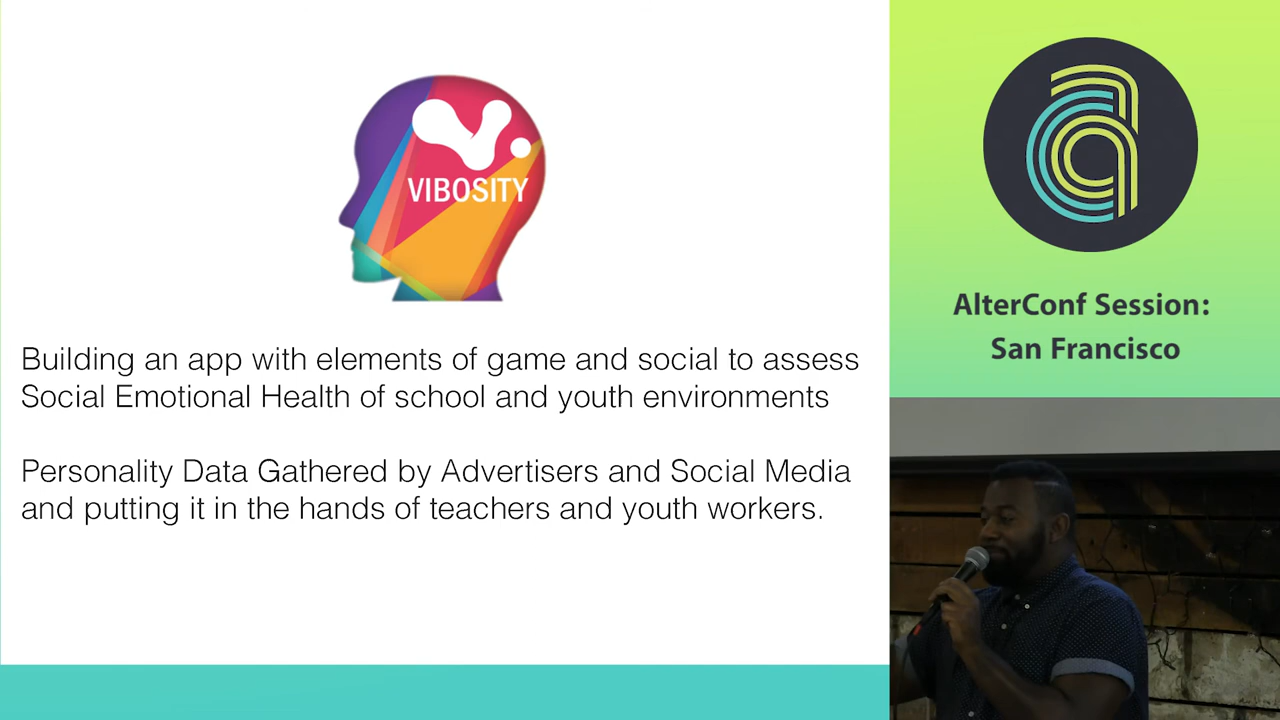 VIBOSITY
Building an app with elements of game and social to assess
Social Emotional Health of school and youth environments
Personality Data Gathered by Advertisers and Social Media
and putting it in the hands of teachers and youth workers.
AlterConf Session:
San Francisco